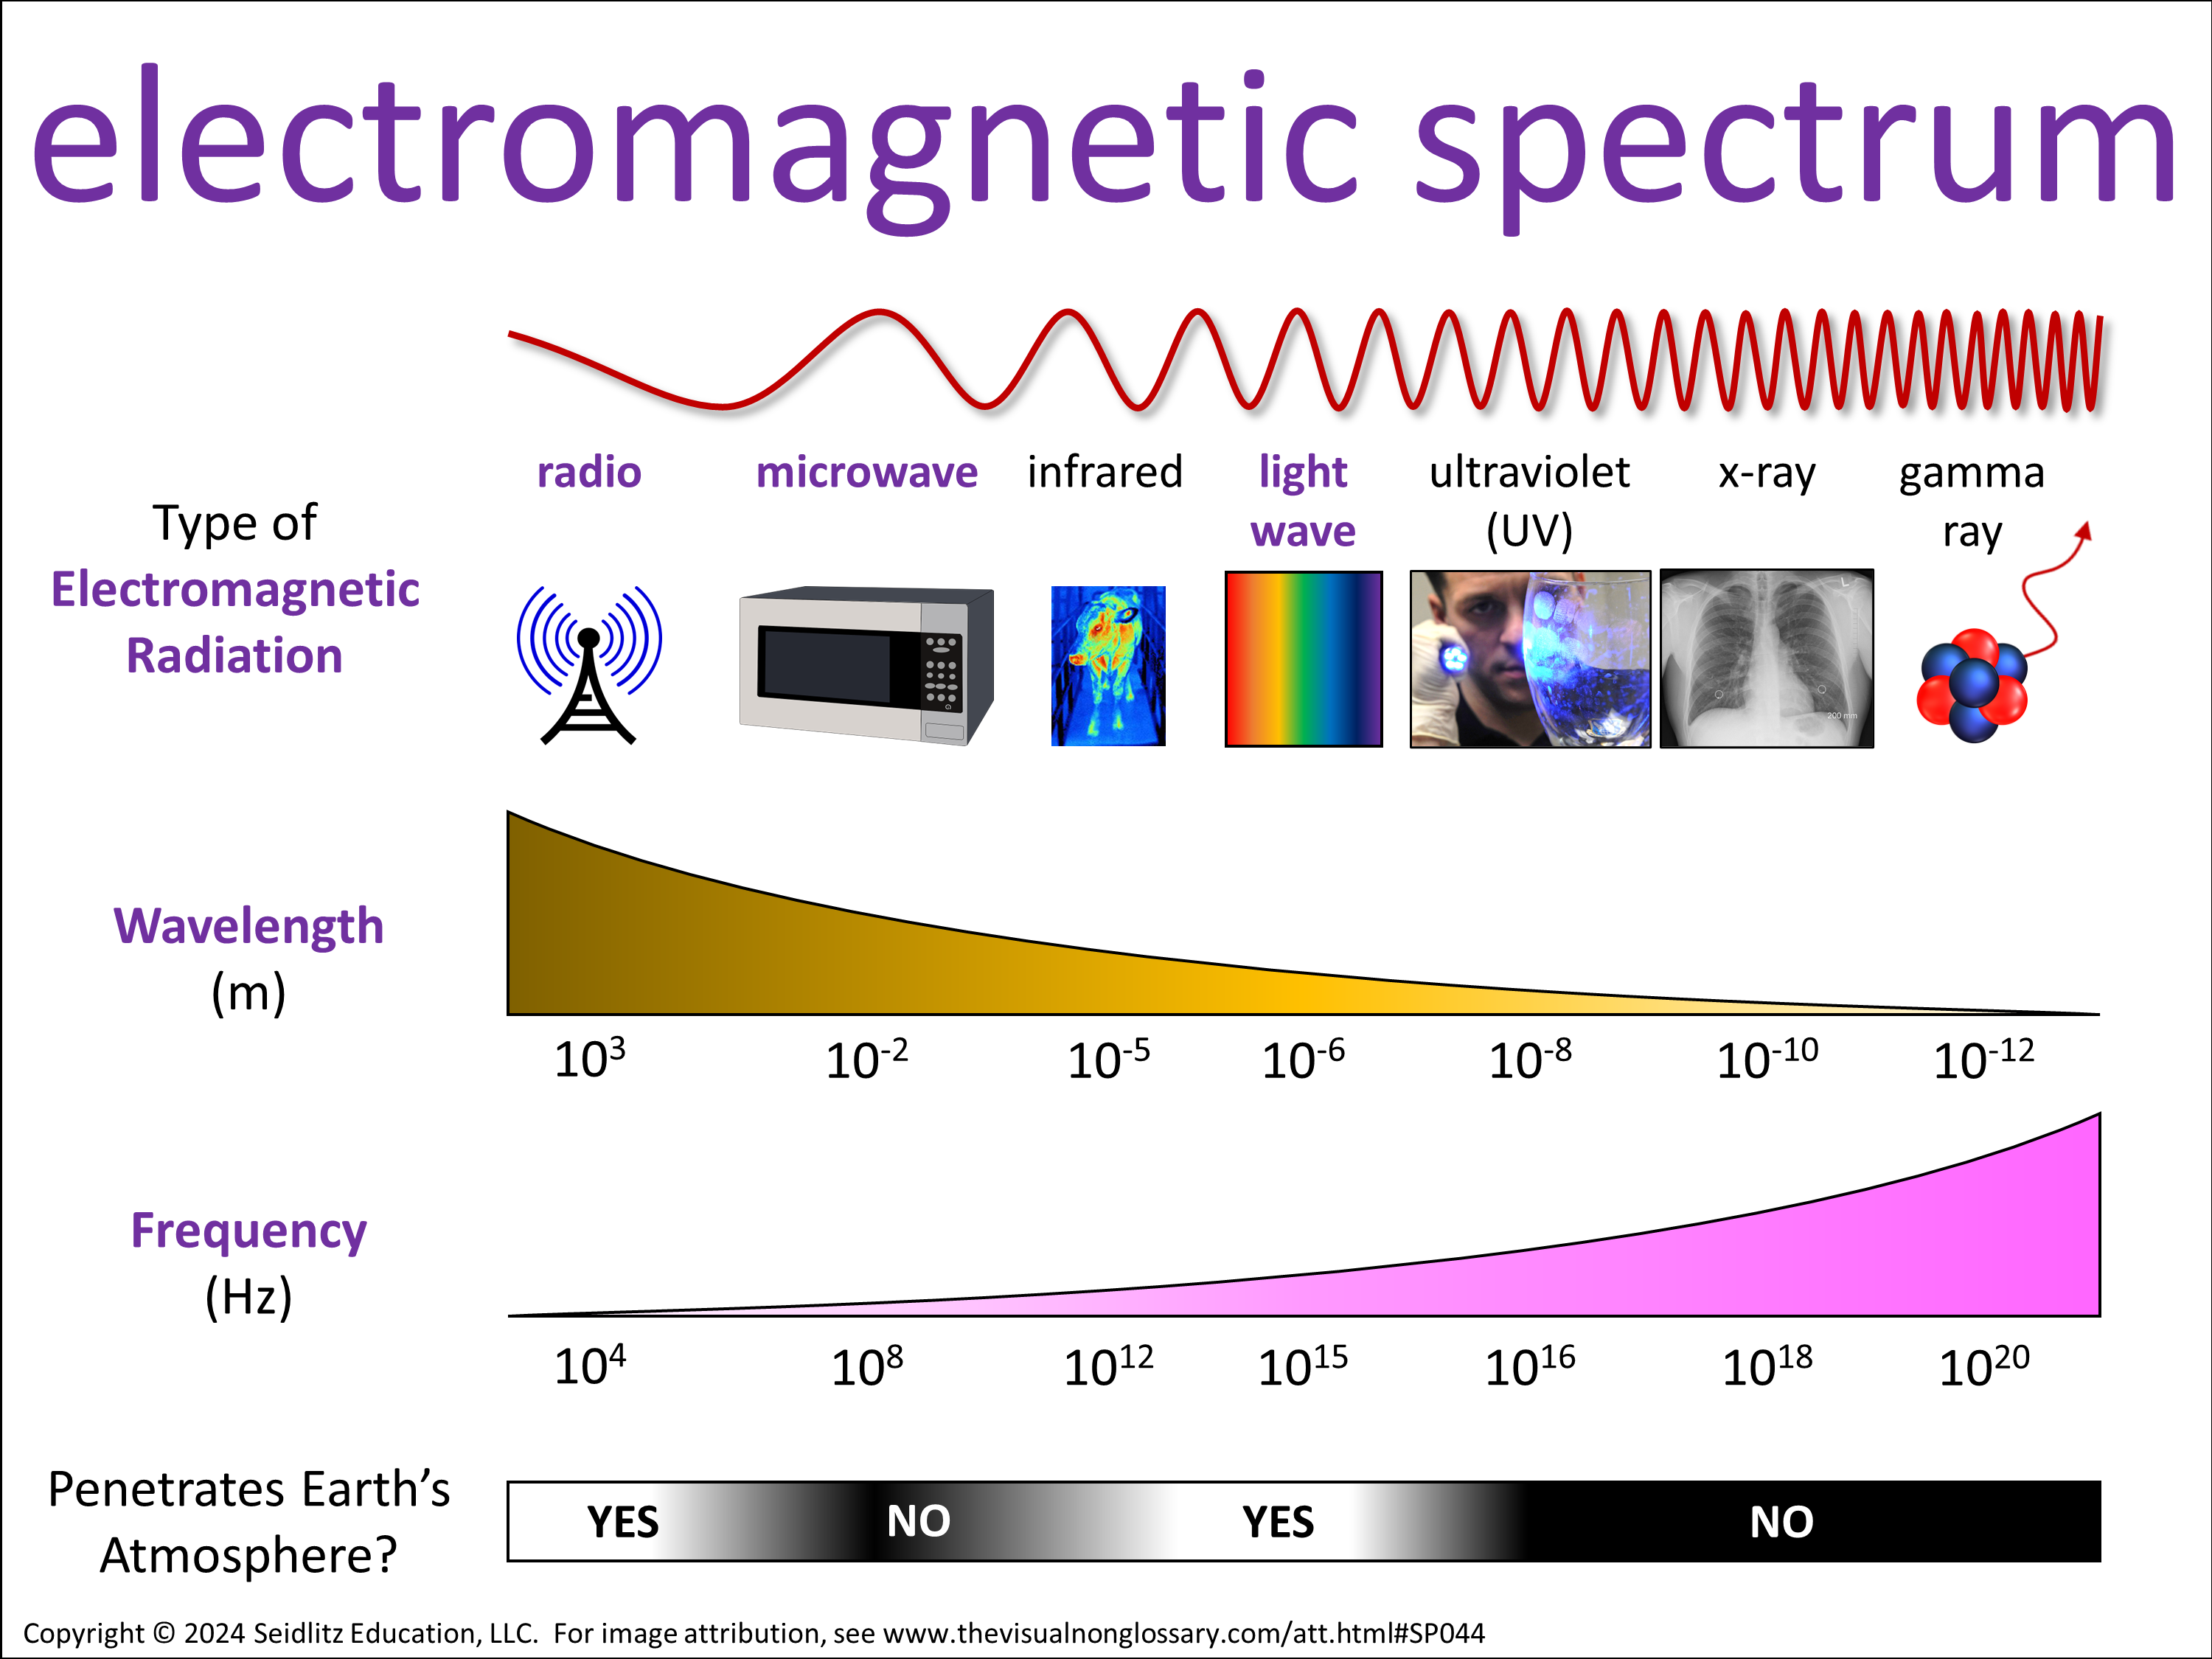 electromagnetic spectrum
radio microwave infrared light wave ultraviolet (UV) x-ray gamma ray
Type of
Electromagnetic
Radiation
L
200 mm
Wavelength
(m)
10³ 10⁻² 10⁻⁵ 10⁻⁶ 10⁻⁸ 10⁻¹⁰ 10⁻¹²
Frequency
(Hz)
10⁴ 10⁸ 10¹² 10¹⁵ 10¹⁶ 10¹⁸ 10²⁰
Penetrates Earth’s
Atmosphere?
YES NO YES NO
Copyright © 2024 Seidlitz Education, LLC. For image attribution, see www.thevisualnonglossary.com/att.html#SP044